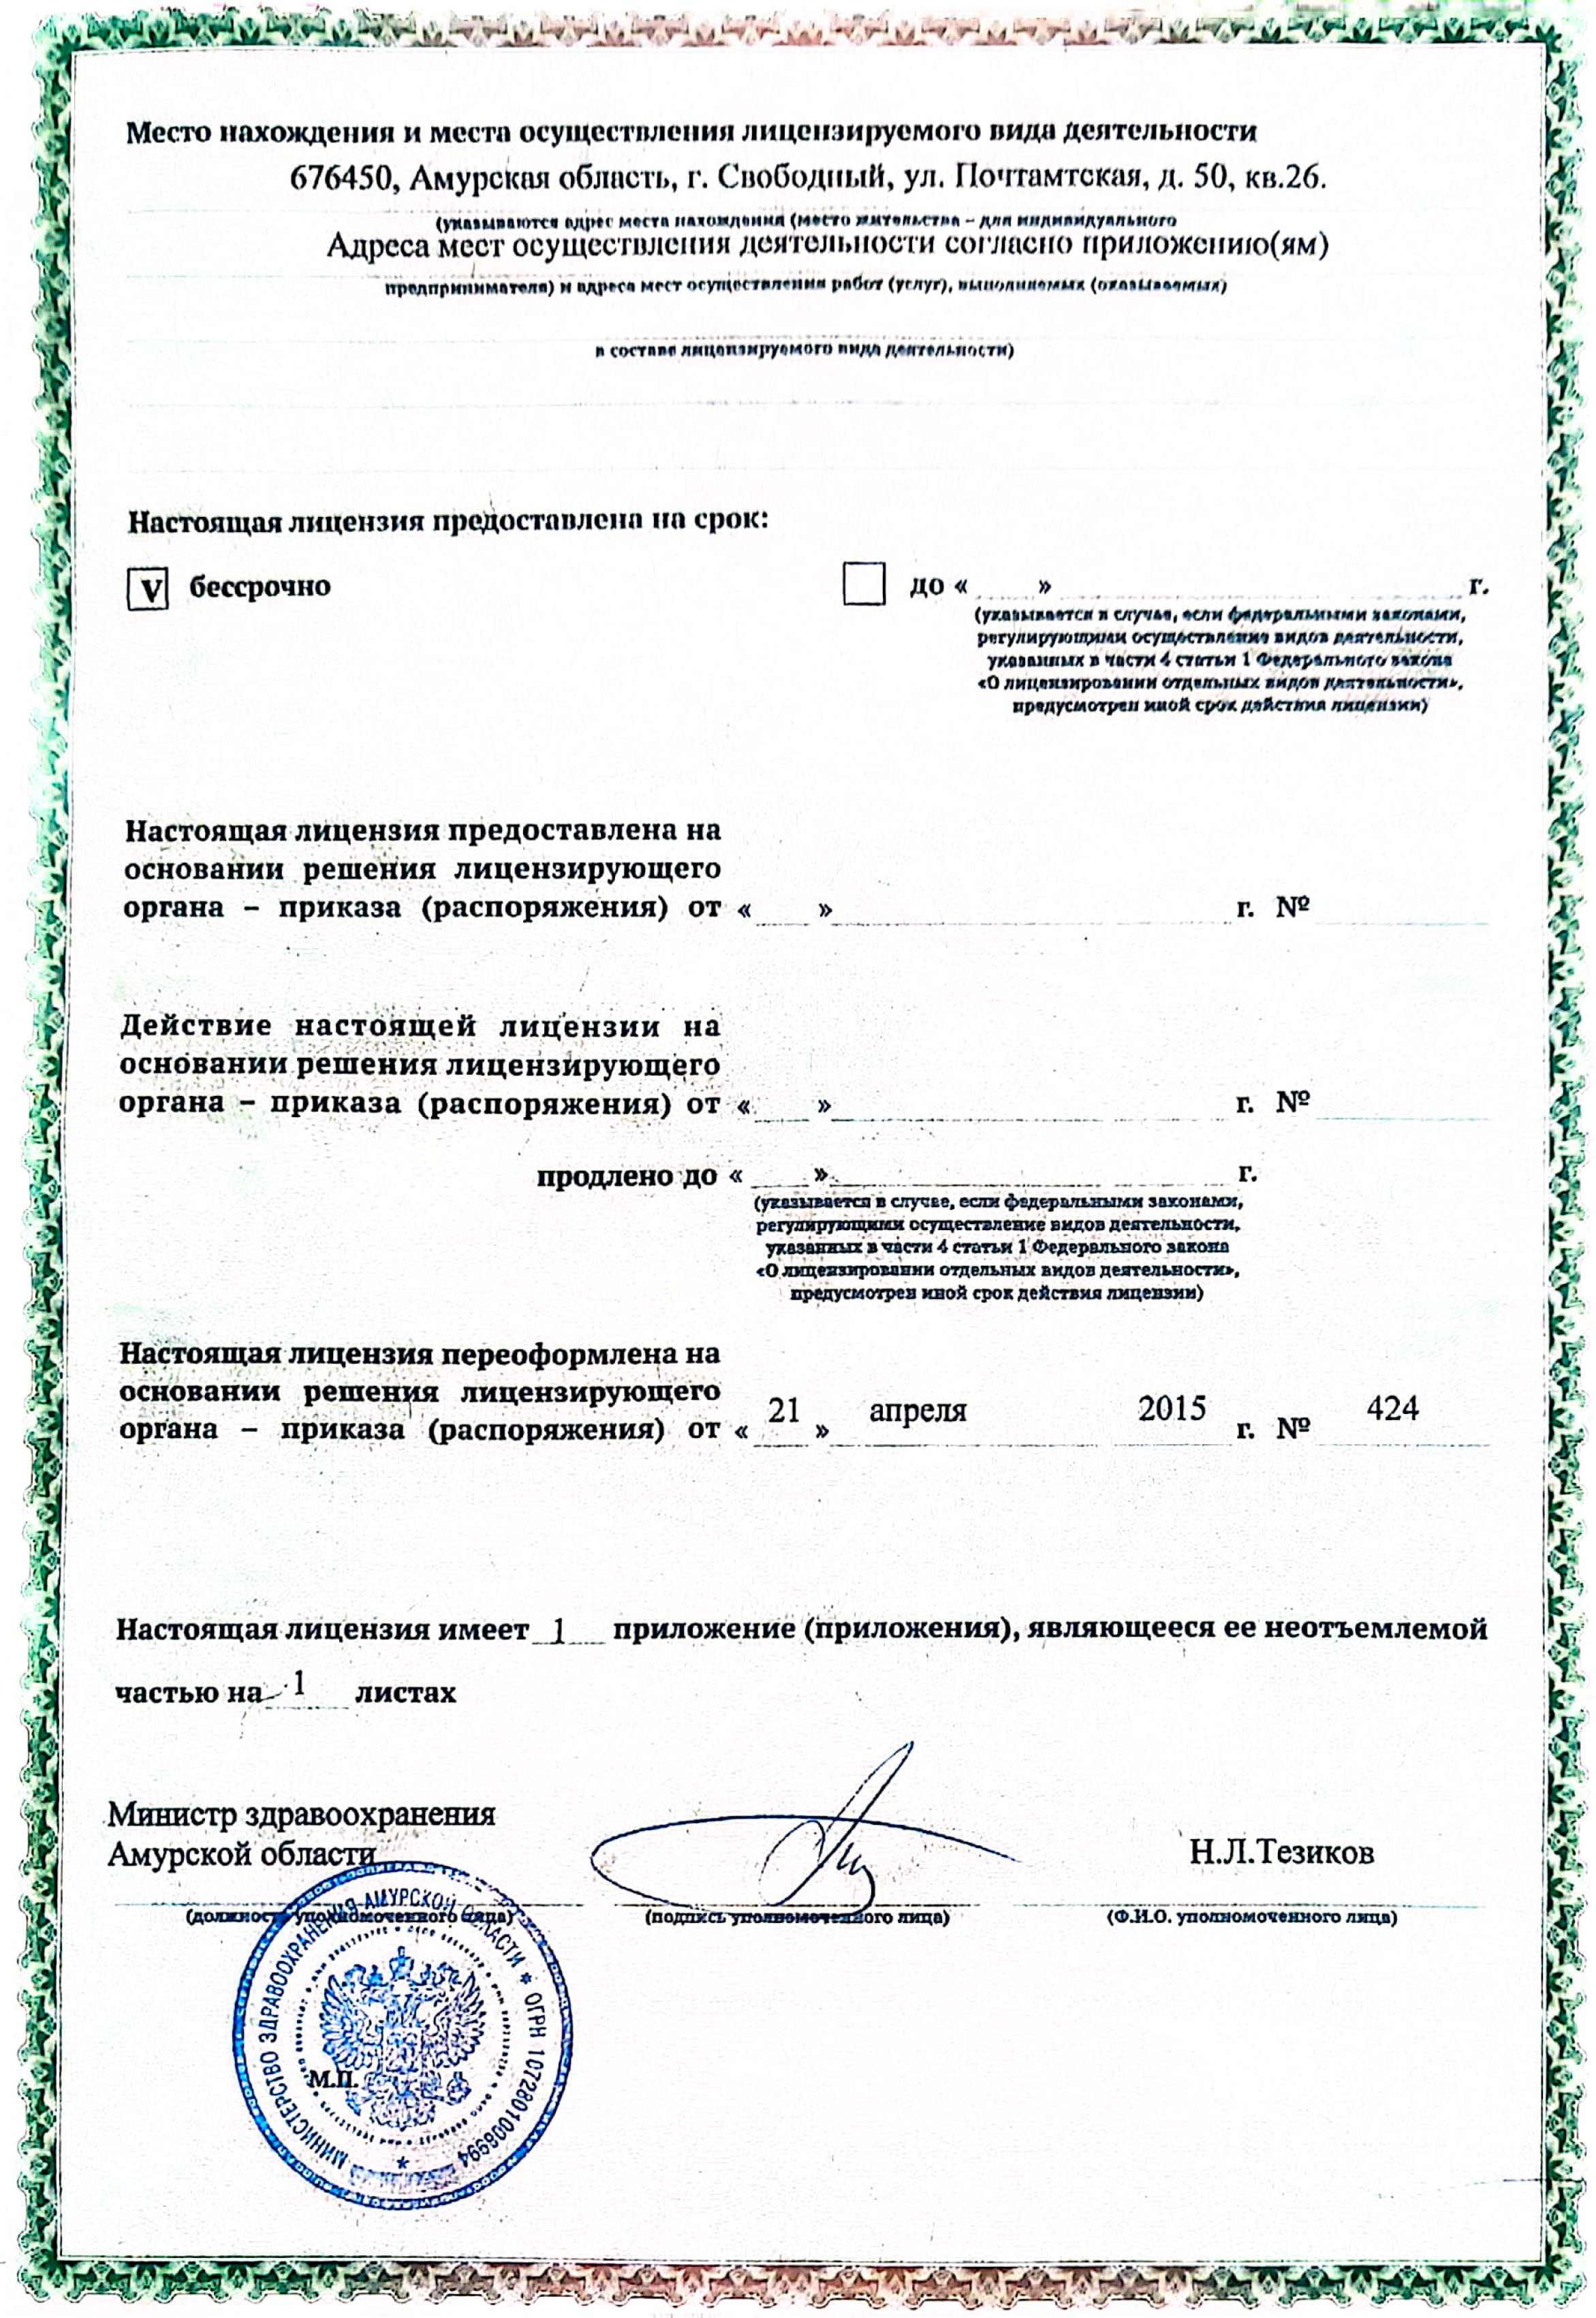 Место нахождения и места осуществления лицензируемого вида деятельности
676450, Амурская область, г. Свободный, ул. Почтамтская, д. 50, кв.26.
(указываются адрес места нахождения (место жительства – для индивидуального
Адреса мест осуществления деятельности согласно приложению(ям)
предпринимателя) и адреса мест осуществления работ (услуг), выполняемых (оказываемых)
в составе лицензируемого вида деятельности)
Настоящая лицензия предоставлена на срок:
V бессрочно
до « » г.
(указывается в случае, если федеральными законами,
регулирующими осуществление видов деятельности,
указанных в части 4 статьи 1 Федерального закона
«О лицензировании отдельных видов деятельности»,
предусмотрен иной срок действия лицензии)
Настоящая лицензия предоставлена на
основании решения лицензирующего
органа – приказа (распоряжения) от « » г. №
Действие настоящей лицензии на
основании решения лицензирующего
органа – приказа (распоряжения) от « » г. №
продлено до « » г.
(указывается в случае, если федеральными законами,
регулирующими осуществление видов деятельности,
указанных в части 4 статьи 1 Федерального закона
«О лицензировании отдельных видов деятельности»,
предусмотрен иной срок действия лицензии)
Настоящая лицензия переоформлена на
основании решения лицензирующего
органа – приказа (распоряжения) от « 21 » апреля 2015 г. № 424
Настоящая лицензия имеет 1 приложение (приложения), являющееся ее неотъемлемой
частью на 1 листах
Министр здравоохранения
Амурской области
Н.Л.Тезиков
(должность уполномоченного лица)
(подпись уполномоченного лица)
(Ф.И.О. уполномоченного лица)
МИНИСТЕРСТВО ЗДРАВООХРАНЕНИЯ АМУРСКОЙ ОБЛАСТИ * ОГРН 1072801006994
М.П.